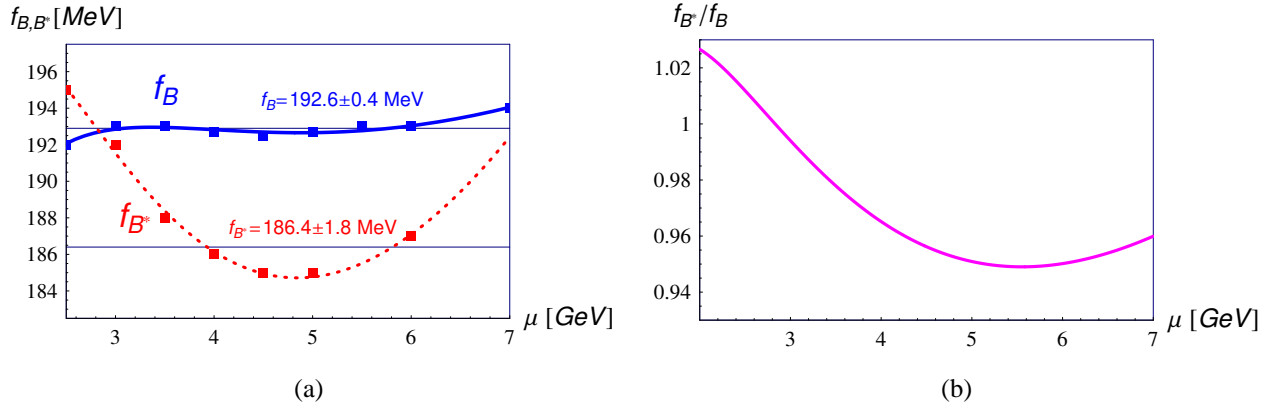 f_{B,B*} [MeV]
196
194
192
190
188
186
184
f_B
f_B=192.6±0.4 MeV
f_{B*}
f_{B*}=186.4±1.8 MeV
3 4 5 6 7
μ [GeV]
(a)
f_{B*}/f_B
1.02
1
0.98
0.96
0.94
3 4 5 6 7
μ [GeV]
(b)